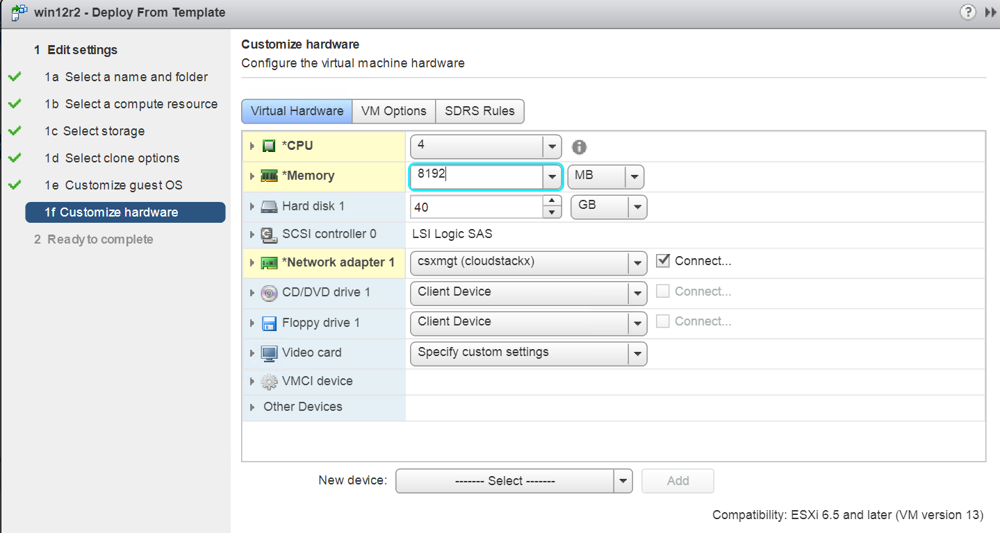 win12r2 - Deploy From Template
?
1 Edit settings
1a Select a name and folder
1b Select a compute resource
1c Select storage
1d Select clone options
1e Customize guest OS
1f Customize hardware
2 Ready to complete
Customize hardware
Configure the virtual machine hardware
Virtual Hardware VM Options SDRS Rules
*CPU 4
*Memory 8192 MB
Hard disk 1 40 GB
SCSI controller 0 LSI Logic SAS
*Network adapter 1 csxmgt (cloudstackx) Connect...
CD/DVD drive 1 Client Device Connect...
Floppy drive 1 Client Device Connect...
Video card Specify custom settings
VMCI device
Other Devices
New device: ------- Select ------- Add
Compatibility: ESXi 6.5 and later (VM version 13)